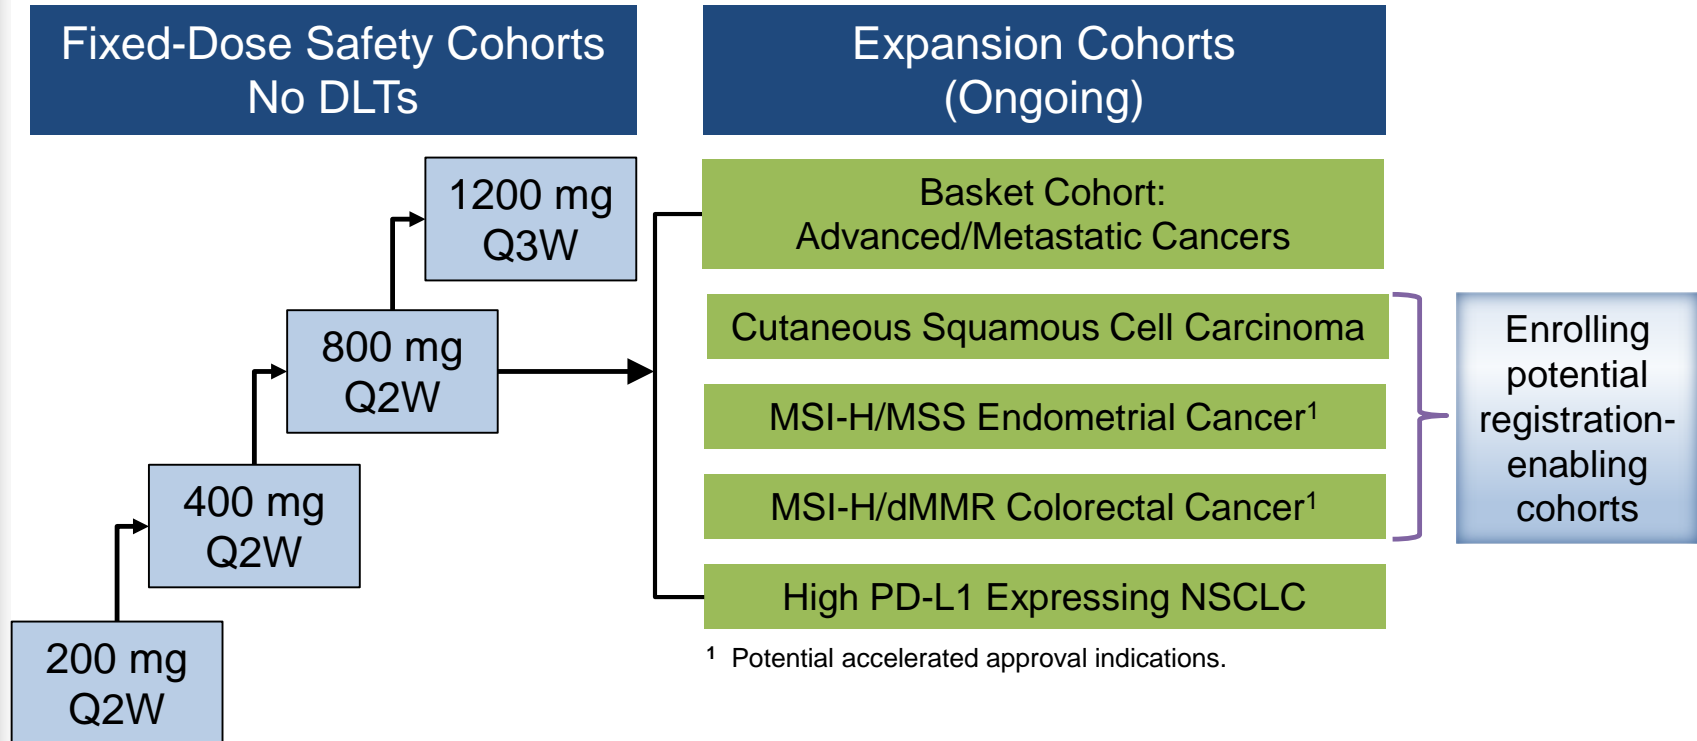 Fixed-Dose Safety Cohorts
No DLTs
Expansion Cohorts
(Ongoing)
1200 mg
Q3W
800 mg
Q2W
400 mg
Q2W
200 mg
Q2W
Basket Cohort:
Advanced/Metastatic Cancers
Cutaneous Squamous Cell Carcinoma
MSI-H/MSS Endometrial Cancer¹
MSI-H/dMMR Colorectal Cancer¹
High PD-L1 Expressing NSCLC
¹ Potential accelerated approval indications.
Enrolling
potential
registration-
enabling
cohorts